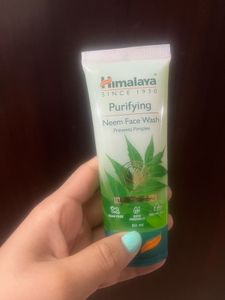 Himalaya
SINCE 1930
Purifying
Neem Face Wash
Prevents Pimples